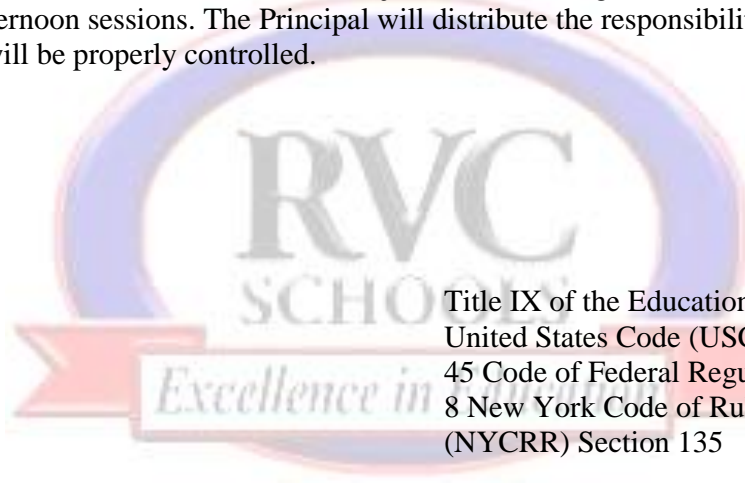 ernoon sessions. The Principal will distribute the responsibilit
will be properly controlled.
RVC
SCHOOLS
Excellence in Education
Title IX of the Education
United States Code (USC
45 Code of Federal Regu
8 New York Code of Ru
(NYCRR) Section 135